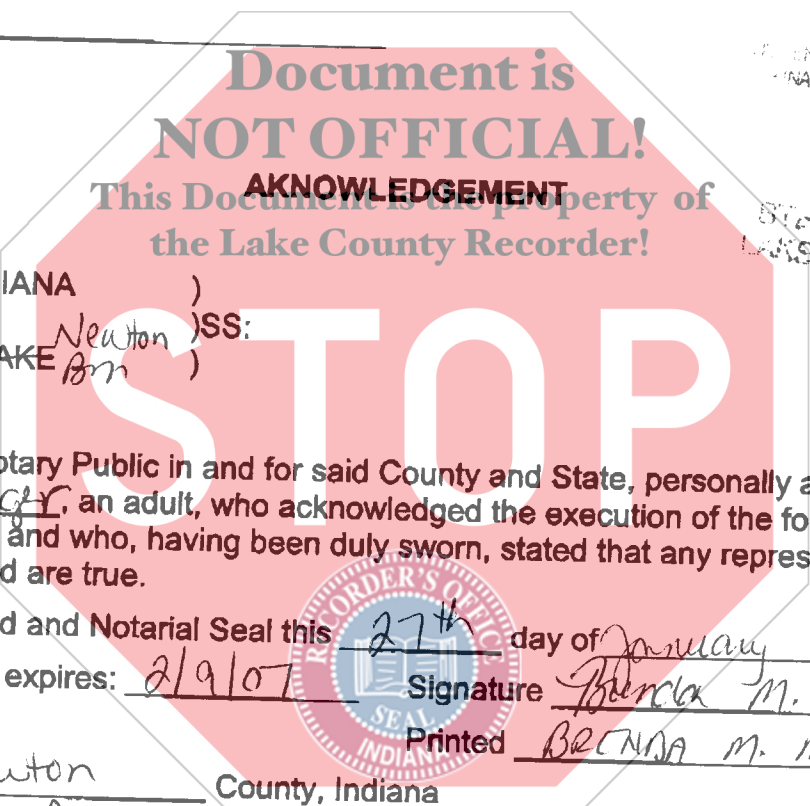 Document is
NOT OFFICIAL!
This Document is the property of
the Lake County Recorder!
AKNOWLEDGEMENT
STOP
IANA )
Newton )SS:
AKE Bm )
otary Public in and for said County and State, personally a
ger, an adult, who acknowledged the execution of the fo
and who, having been duly sworn, stated that any repres
d are true.
d and Notarial Seal this 27th day of January
expires: 2/9/07 Signature Brenda M.
Printed BRENDA M.
wton County, Indiana
RECORDER'S OFFICE
SEAL
INDIANA